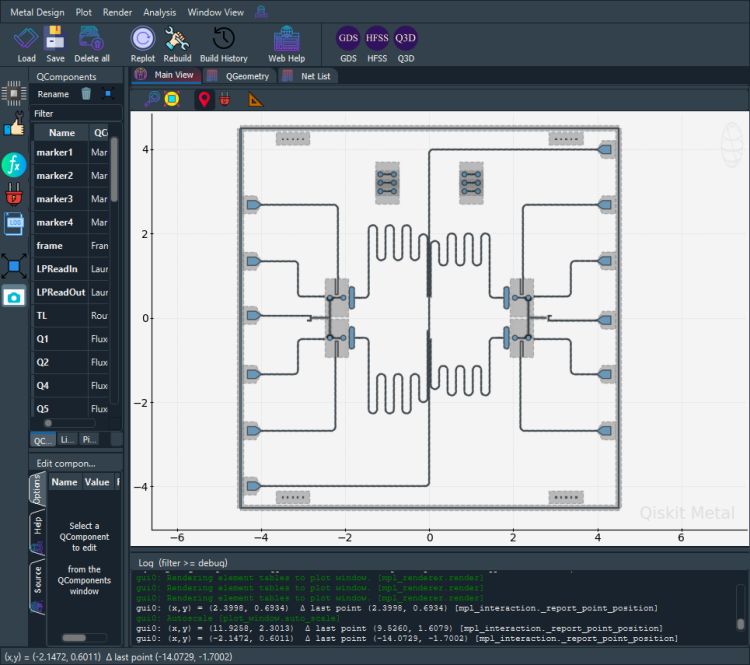 Metal Design Plot Render Analysis Window View
Load Save Delete all Replot Rebuild Build History Web Help GDS HFSS Q3D
GDS HFSS Q3D
QComponents
Main View QGeometry Net List
Rename
Filter
Name QC
marker1 Mar
marker2 Mar
marker3 Mar
marker4 Mar
frame Fran
LPReadIn Laun
LPReadOut Laun
TL Rou
Q1 Flux
Q2 Flux
Q4 Flux
Q5 Flux
QC... Li... Pi...
LOG
4
2
0
−2
−4
−6 −4 −2 0 2 4 6
Qiskit Metal
Edit compon...
Options
Help
Source
Name Value
Select a
QComponent
to edit
from the
QComponents
window
Log (filter >= debug)
gui0: Rendering element tables to plot window. [mpl_renderer.render]
gui0: Rendering element tables to plot window. [mpl_renderer.render]
gui0: Rendering element tables to plot window. [mpl_renderer.render]
gui0: (x,y) = (2.3998, 0.6934) Δ last point (2.3998, 0.6934) [mpl_interaction._report_point_position]
gui0: Autoscale [plot_window.auto_scale]
gui0: (x,y) = (11.9258, 2.3013) Δ last point (9.5260, 1.6079) [mpl_interaction._report_point_position]
gui0: (x,y) = (-2.1472, 0.6011) Δ last point (-14.0729, -1.7002) [mpl_interaction._report_point_position]
(x,y) = (-2.1472, 0.6011) Δ last point (-14.0729, -1.7002)